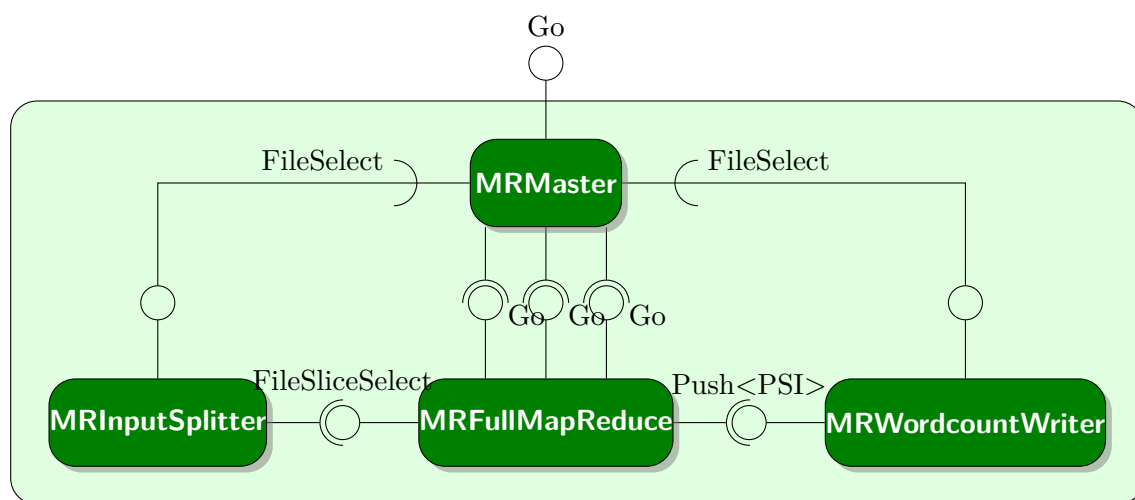 Go
FileSelect
FileSelect
MRMaster
Go
Go
Go
FileSliceSelect
Push<PSI>
MRInputSplitter
MRFullMapReduce
MRWordcountWriter